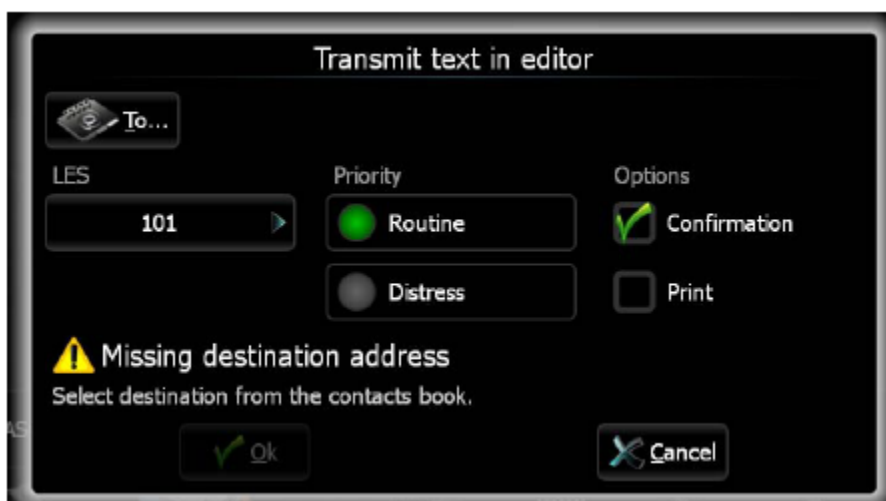 Transmit text in editor
To...
LES
Priority
Options
101
Routine
Confirmation
Distress
Print
Missing destination address
Select destination from the contacts book.
AS
Ok
Cancel